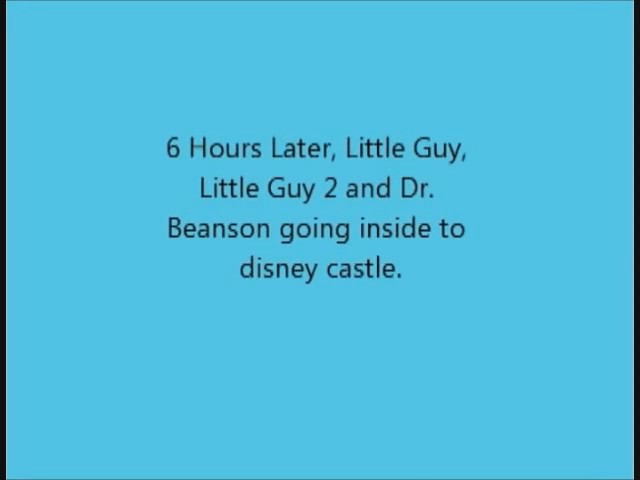 6 Hours Later, Little Guy,
Little Guy 2 and Dr.
Beanson going inside to
disney castle.